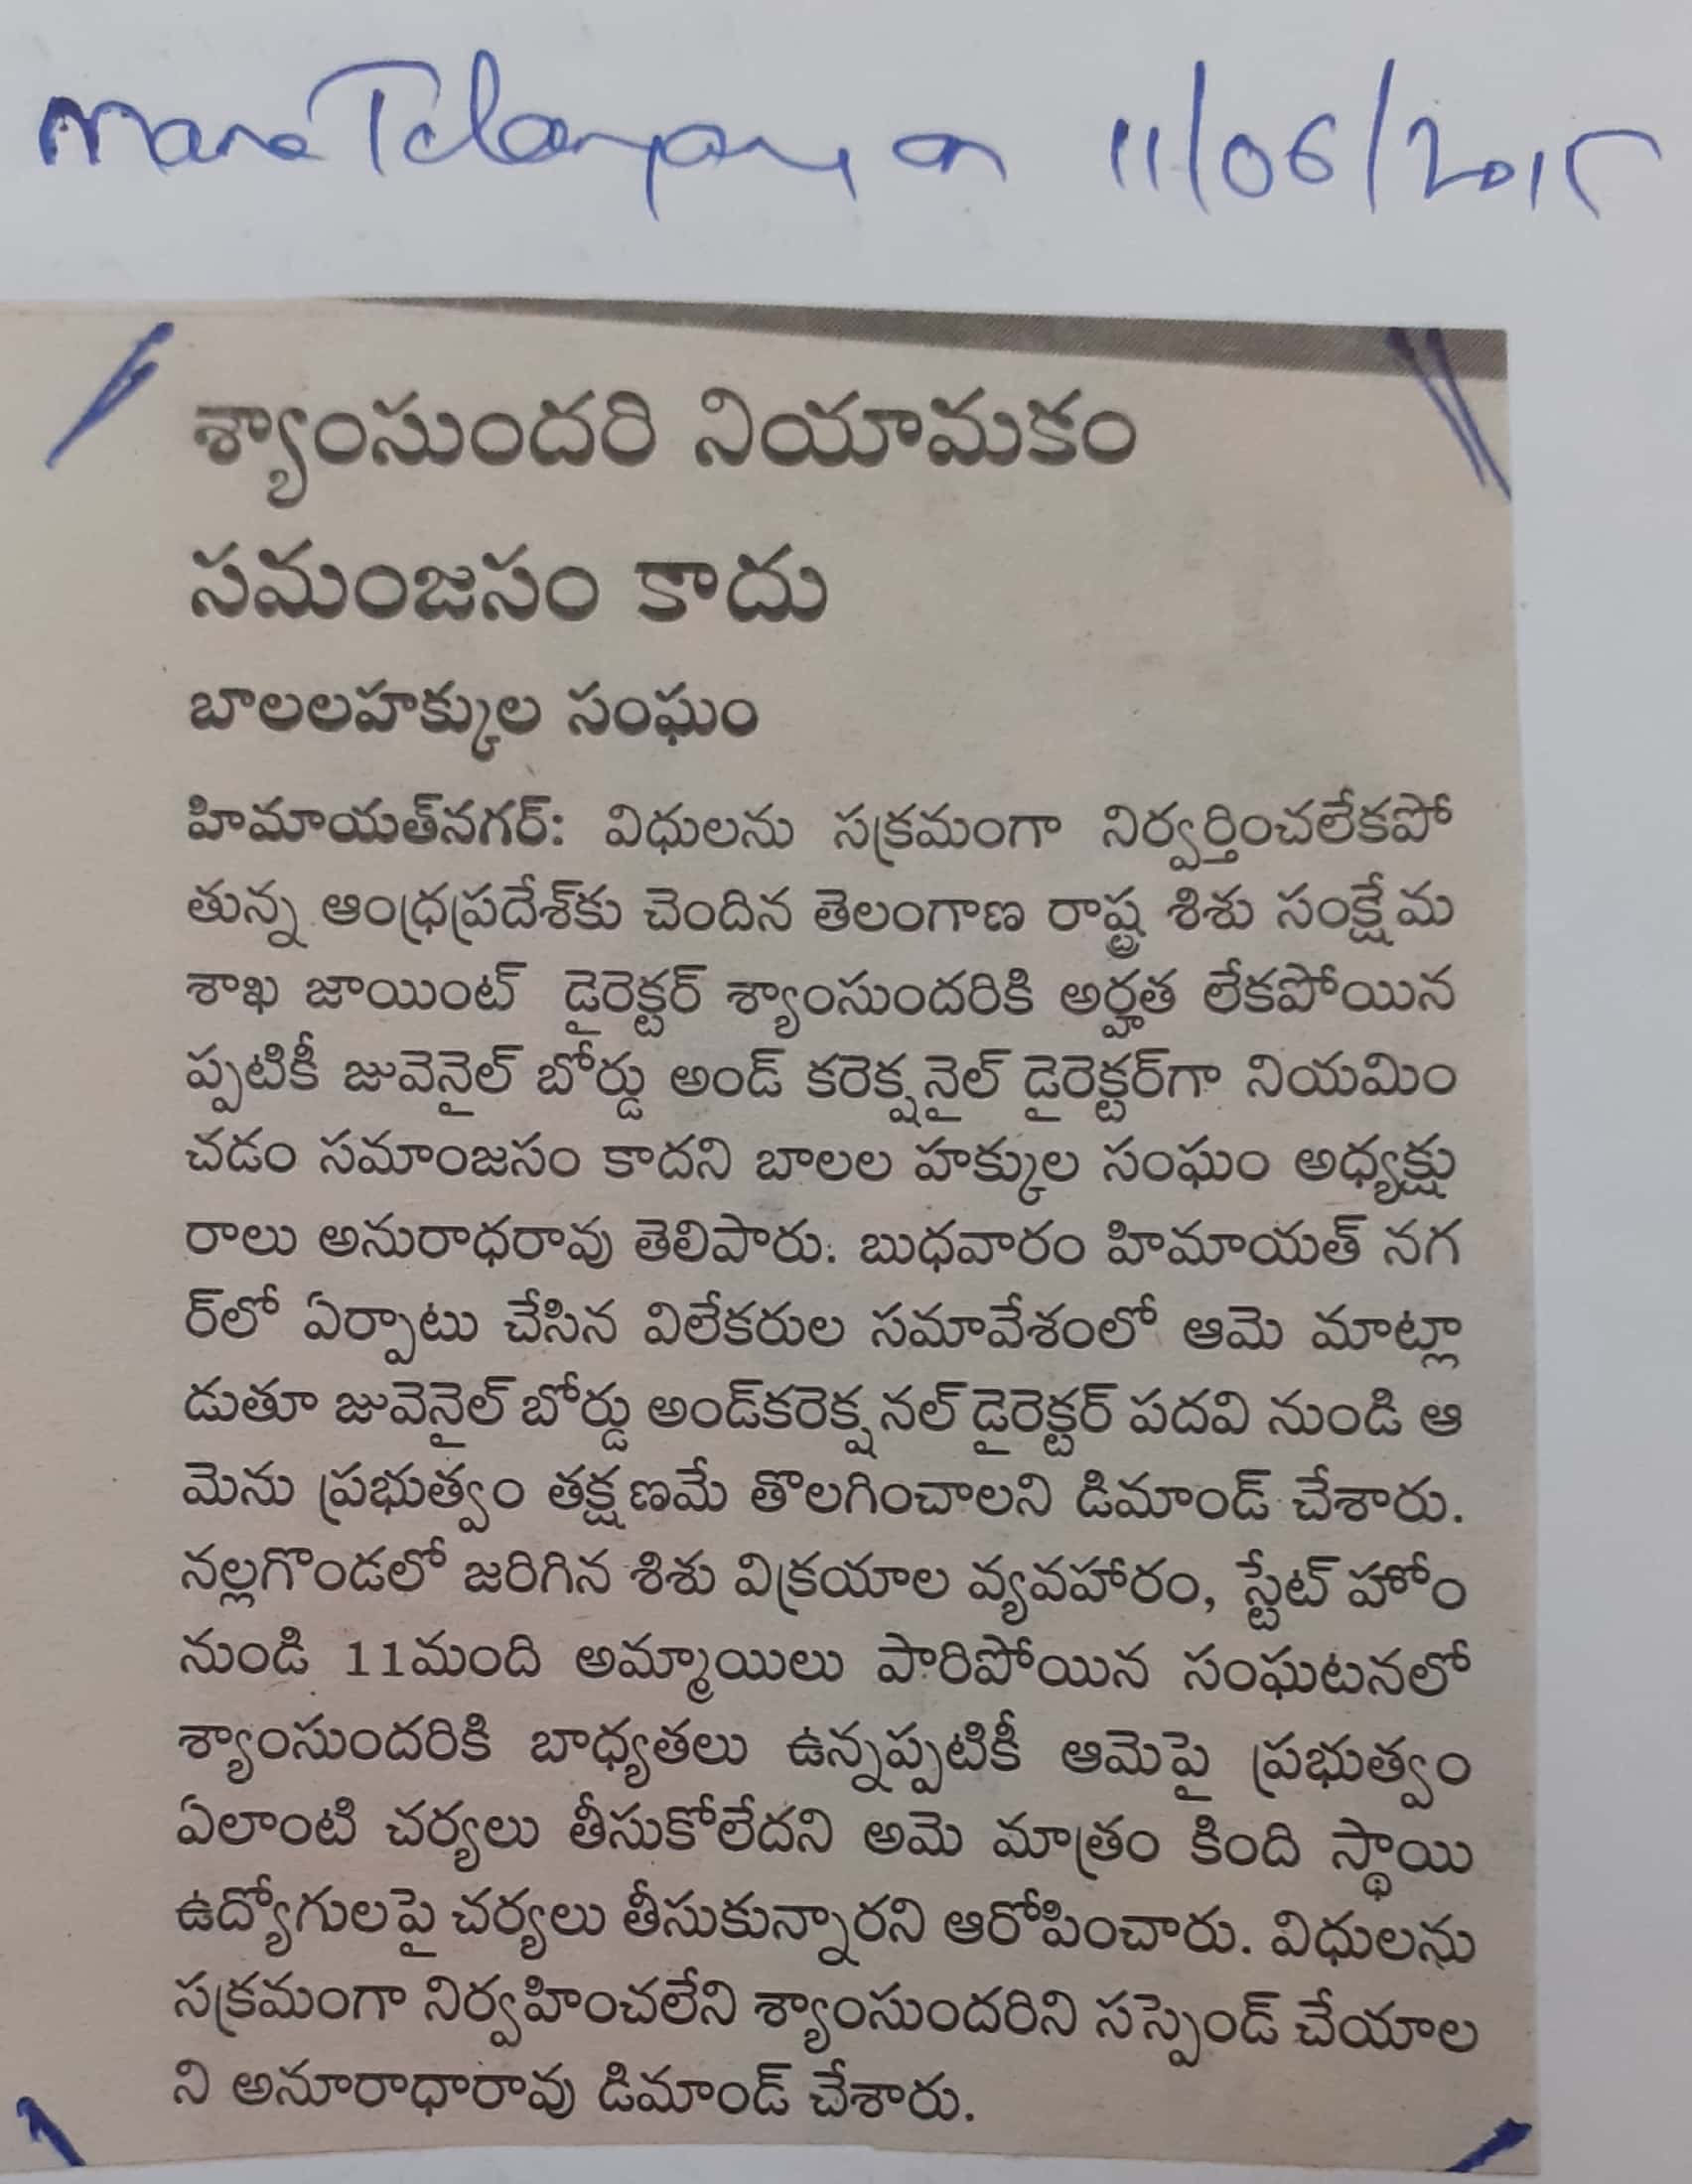 Mana Telangana on 11/06/2015
శ్యాంసుందరి నియామకం
సమంజసం కాదు
బాలలహక్కుల సంఘం
హిమాయత్‌నగర్: విధులను సక్రమంగా నిర్వర్తించలేకపో
తున్న ఆంధ్రప్రదేశ్‌కు చెందిన తెలంగాణ రాష్ట్ర శిశు సంక్షేమ
శాఖ జాయింట్ డైరెక్టర్ శ్యాంసుందరికి అర్హత లేకపోయిన
ప్పటికీ జువెనైల్ బోర్డు అండ్ కరెక్షనైల్ డైరెక్టర్‌గా నియమిం
చడం సమాంజసం కాదని బాలల హక్కుల సంఘం అధ్యక్షు
రాలు అనురాధరావు తెలిపారు. బుధవారం హిమాయత్ నగ
ర్‌లో ఏర్పాటు చేసిన విలేకరుల సమావేశంలో ఆమె మాట్లా
డుతూ జువెనైల్ బోర్డు అండ్‌కరెక్షనల్ డైరెక్టర్ పదవి నుండి ఆ
మెను ప్రభుత్వం తక్షణమే తొలగించాలని డిమాండ్ చేశారు.
నల్లగొండలో జరిగిన శిశు విక్రయాల వ్యవహారం, స్టేట్ హోం
నుండి 11మంది అమ్మాయిలు పారిపోయిన సంఘటనలో
శ్యాంసుందరికి బాధ్యతలు ఉన్నప్పటికీ ఆమెపై ప్రభుత్వం
ఏలాంటి చర్యలు తీసుకోలేదని అమె మాత్రం కింది స్థాయి
ఉద్యోగులపై చర్యలు తీసుకున్నారని ఆరోపించారు. విధులను
సక్రమంగా నిర్వహించలేని శ్యాంసుందరిని సస్పెండ్ చేయాల
ని అనూరాధారావు డిమాండ్ చేశారు.